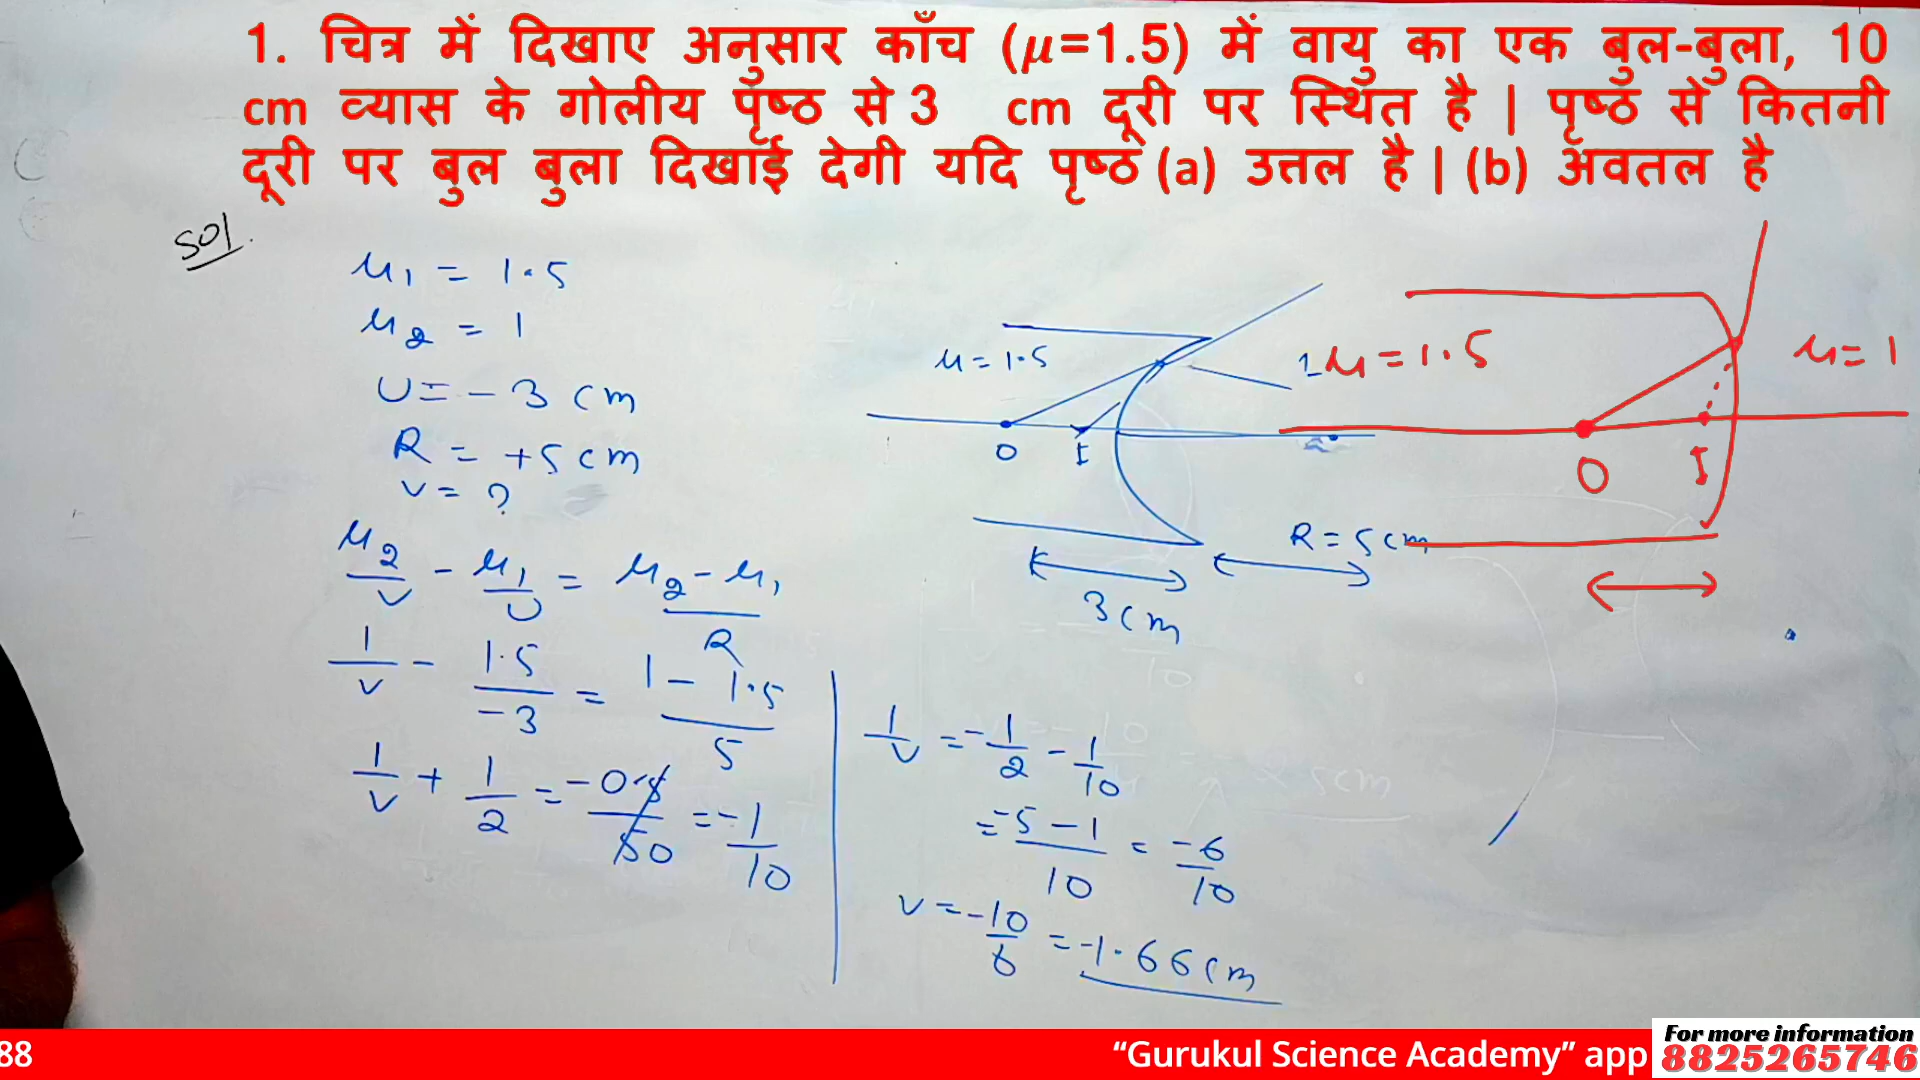 1. चित्र में दिखाए अनुसार काँच (μ=1.5) में वायु का एक बुल-बुला, 10
cm व्यास के गोलीय पृष्ठ से 3 cm दूरी पर स्थित है | पृष्ठ से कितनी
दूरी पर बुल बुला दिखाई देगी यदि पृष्ठ (a) उत्तल है | (b) अवतल है
Sol.
μ₁ = 1.5
μ₂ = 1
U = - 3 cm
R = +5 cm
v = ?
μ₂/v - μ₁/U = μ₂ - μ₁/R
1/v - 1.5/-3 = 1 - 1.5/5
1/v + 1/2 = -0.5/50 = -1/10
1/v = -1/2 - 1/10
= -5 - 1/10 = -6/10
v = -10/6 = -1.66 cm
μ = 1.5
1
O I
3 cm
R = 5 cm
μ = 1.5
μ = 1
O I
88
“Gurukul Science Academy” app
For more information
8825265746